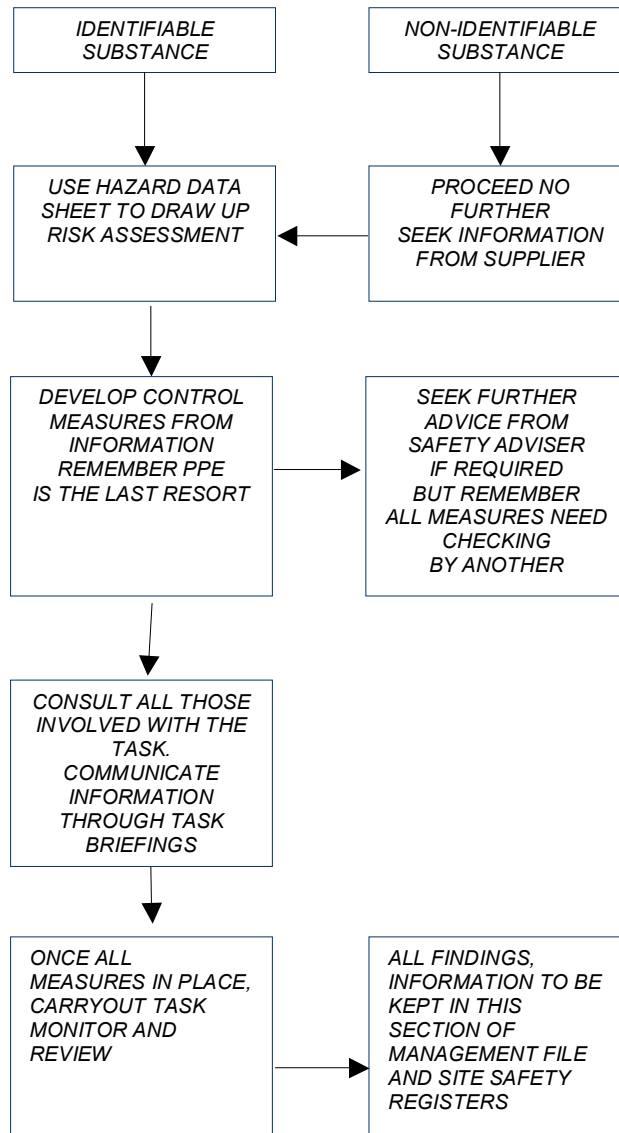 IDENTIFIABLE
SUBSTANCE
NON-IDENTIFIABLE
SUBSTANCE
USE HAZARD DATA
SHEET TO DRAW UP
RISK ASSESSMENT
PROCEED NO
FURTHER
SEEK INFORMATION
FROM SUPPLIER
DEVELOP CONTROL
MEASURES FROM
INFORMATION
REMEMBER PPE
IS THE LAST RESORT
SEEK FURTHER
ADVICE FROM
SAFETY ADVISER
IF REQUIRED
BUT REMEMBER
ALL MEASURES NEED
CHECKING
BY ANOTHER
CONSULT ALL THOSE
INVOLVED WITH THE
TASK.
COMMUNICATE
INFORMATION
THROUGH TASK
BRIEFINGS
ONCE ALL
MEASURES IN PLACE,
CARRYOUT TASK
MONITOR AND
REVIEW
ALL FINDINGS,
INFORMATION TO BE
KEPT IN THIS
SECTION OF
MANAGEMENT FILE
AND SITE SAFETY
REGISTERS